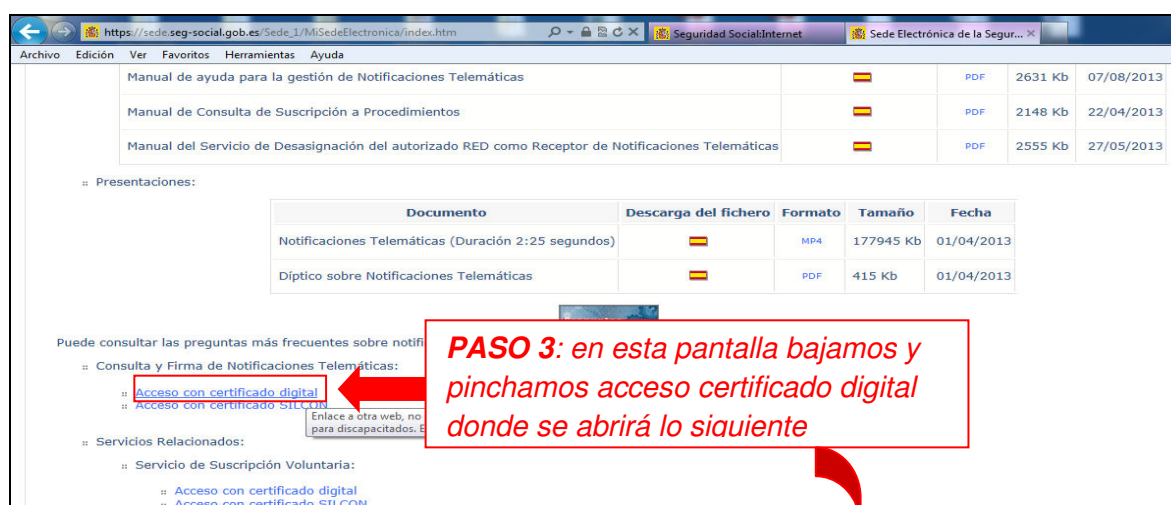 https://sede.seg-social.gob.es/Sede_1/MiSedeElectronica/index.htm
Seguridad Social:Internet
Sede Electrónica de la Segur...
Archivo Edición Ver Favoritos Herramientas Ayuda
Manual de ayuda para la gestión de Notificaciones Telemáticas PDF 2631 Kb 07/08/2013
Manual de Consulta de Suscripción a Procedimientos PDF 2148 Kb 22/04/2013
Manual del Servicio de Desasignación del autorizado RED como Receptor de Notificaciones Telemáticas PDF 2555 Kb 27/05/2013
Presentaciones:
Documento Descarga del fichero Formato Tamaño Fecha
Notificaciones Telemáticas (Duración 2:25 segundos) MP4 177945 Kb 01/04/2013
Díptico sobre Notificaciones Telemáticas PDF 415 Kb 01/04/2013
Puede consultar las preguntas más frecuentes sobre notifi
Consulta y Firma de Notificaciones Telemáticas:
Acceso con certificado digital
Acceso con certificado SILCON
Enlace a otra web, no
para discapacitados. E
PASO 3: en esta pantalla bajamos y
pinchamos acceso certificado digital
donde se abrirá lo siguiente
Servicios Relacionados:
Servicio de Suscripción Voluntaria:
Acceso con certificado digital
Acceso con certificado SILCON